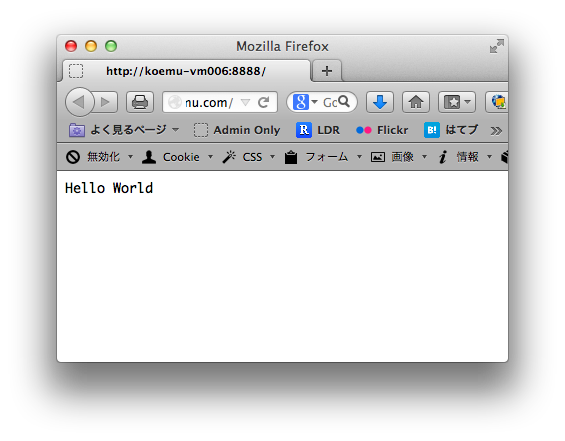 Mozilla Firefox
http://koemu-vm006:8888/
nu.com/ g Go
よく見るページ Admin Only R LDR Flickr B! はてブ
無効化 Cookie CSS フォーム 画像 i 情報
Hello World